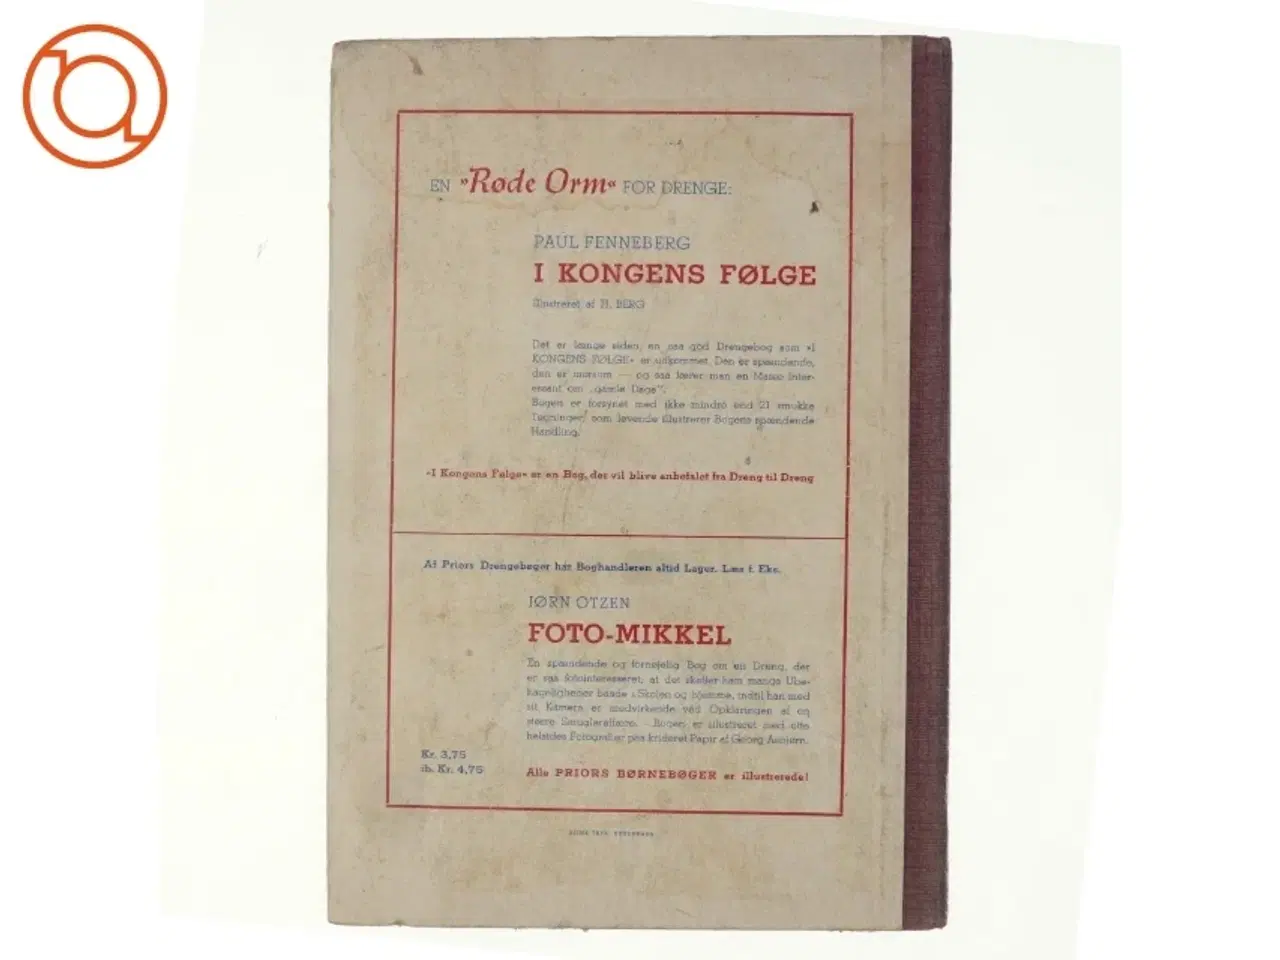 EN »Røde Orm« FOR DRENGE:
PAUL FENNEBERG
I KONGENS FØLGE
illustreret af H. BERG
Det er længe siden, en saa god Drengebog som »I
KONGENS FØLGE« er udkommet. Den er spændende,
den er morsom — og saa lærer man en Masse inter-
essant om „gamle Dage”.
Bogen er forsynet med ikke mindre end 21 smukke
Tegninger, som levende illustrerer Bogens spændende
Handling.
»I Kongens Følge« er en Bog, der vil blive anbefalet fra Dreng til Dreng
Af Priors Drengebøger har Boghandleren altid Lager. Læs f. Eks.
JØRN OTZEN
FOTO-MIKKEL
En spændende og fornøjelig Bog om en Dreng, der
er saa fotointeresseret, at det skaffer ham mange Ube-
hageligheder baade i Skolen og hjemme, indtil han med
sit Kamera er medvirkende ved Opklaringen af en
større Smugleraffære. Bogen er illustreret med otte
helsides Fotografier paa krideret Papir af Georg
Kr. 3,75
ib. Kr. 4,75
Alle PRIORS BØRNEBØGER er illustrerede!